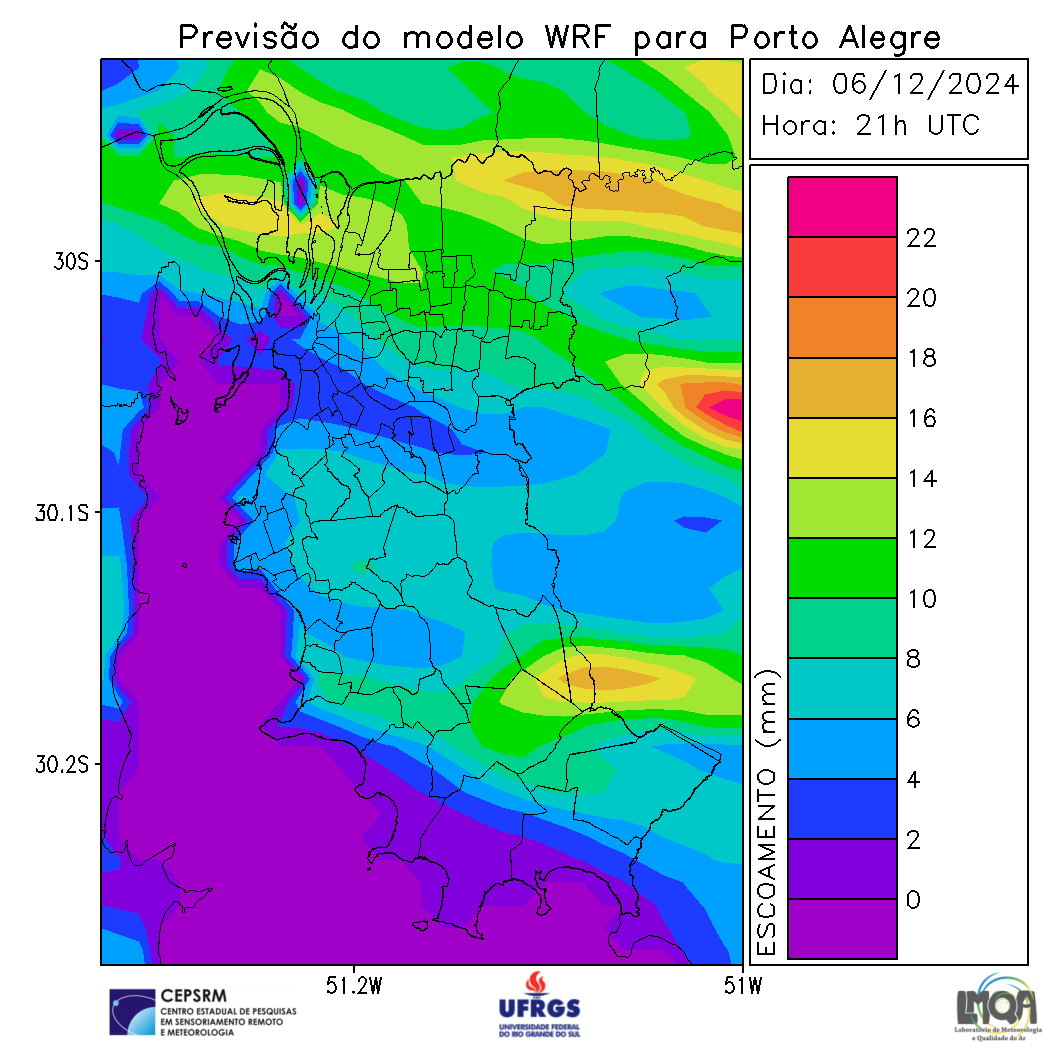 Previsão do modelo WRF para Porto Alegre
Dia: 06/12/2024
Hora: 21h UTC
30S
30.1S
30.2S
51.2W
51W
22
20
18
16
14
12
10
8
6
4
2
0
ESCOAMENTO (mm)
CEPSRM
CENTRO ESTADUAL DE PESQUISAS
EM SENSORIAMENTO REMOTO
E METEOROLOGIA
UFRGS
UNIVERSIDADE FEDERAL
DO RIO GRANDE DO SUL
LMQA
Laboratório de Meteorologia
e Qualidade do Ar